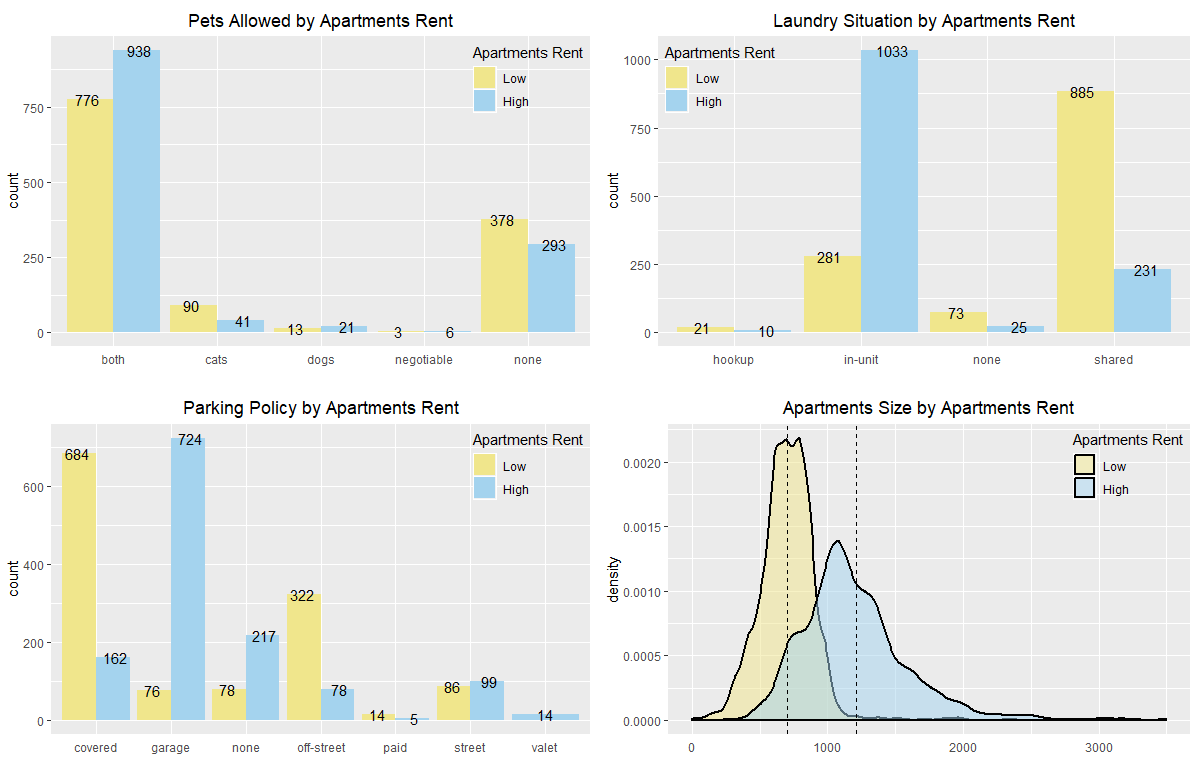 Pets Allowed by Apartments Rent
count
750
500
250
0
776
938
90
41
13
21
3
6
378
293
Apartments Rent
Low
High
both
cats
dogs
negotiable
none
Laundry Situation by Apartments Rent
count
1000
750
500
250
0
Apartments Rent
Low
High
21
10
281
1033
73
25
885
231
hookup
in-unit
none
shared
Parking Policy by Apartments Rent
count
600
400
200
0
684
162
76
724
78
217
322
78
14
5
86
99
14
Apartments Rent
Low
High
covered
garage
none
off-street
paid
street
valet
Apartments Size by Apartments Rent
density
0.0020
0.0015
0.0010
0.0005
0.0000
Apartments Rent
Low
High
0
1000
2000
3000